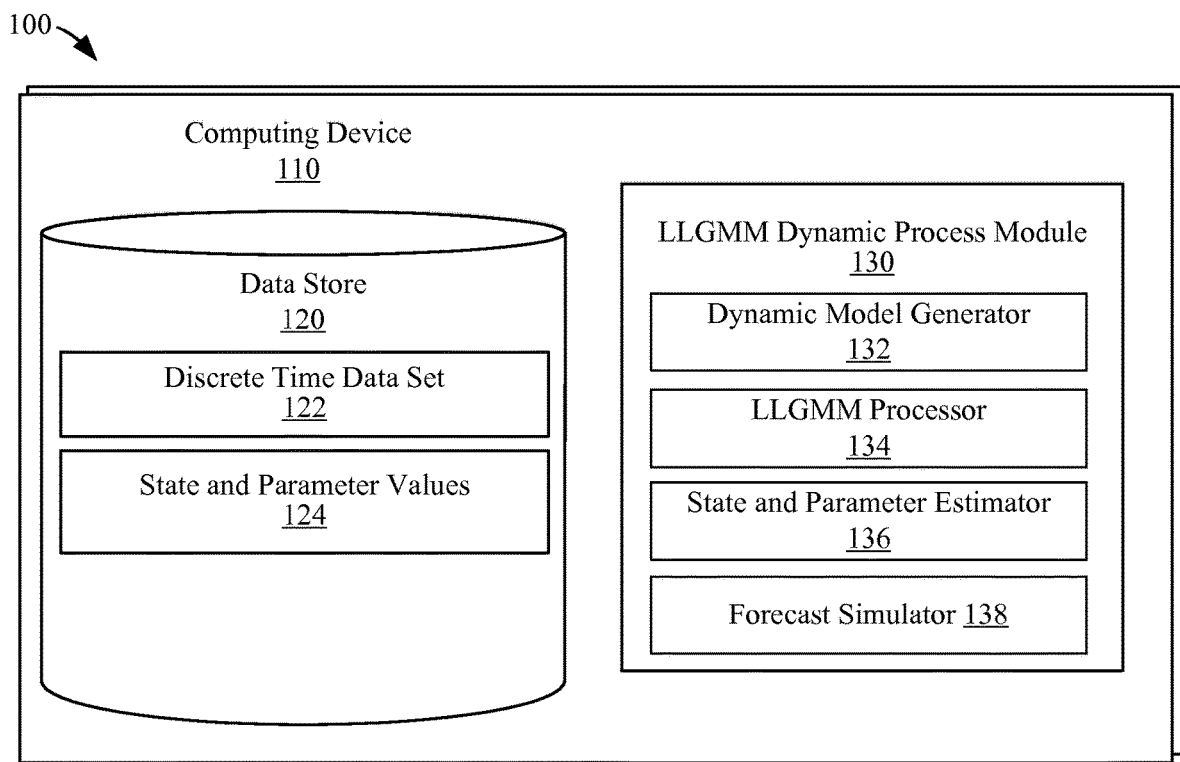 100
Computing Device
110
Data Store
120
Discrete Time Data Set
122
State and Parameter Values
124
LLGMM Dynamic Process Module
130
Dynamic Model Generator
132
LLGMM Processor
134
State and Parameter Estimator
136
Forecast Simulator 138